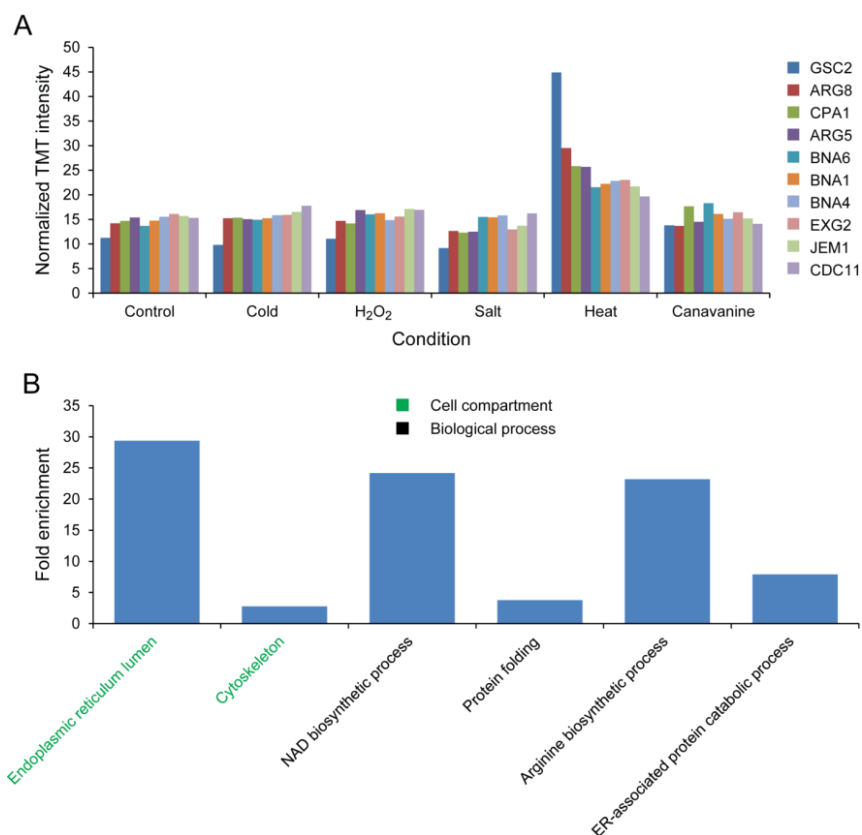 A
Normalized TMT intensity
50
45
40
35
30
25
20
15
10
5
0
Control
Cold
H₂O₂
Salt
Heat
Canavanine
Condition
GSC2
ARG8
CPA1
ARG5
BNA6
BNA1
BNA4
EXG2
JEM1
CDC11
B
Fold enrichment
35
30
25
20
15
10
5
0
Cell compartment
Biological process
Endoplasmic reticulum lumen
Cytoskeleton
NAD biosynthetic process
Protein folding
Arginine biosynthetic process
ER-associated protein catabolic process